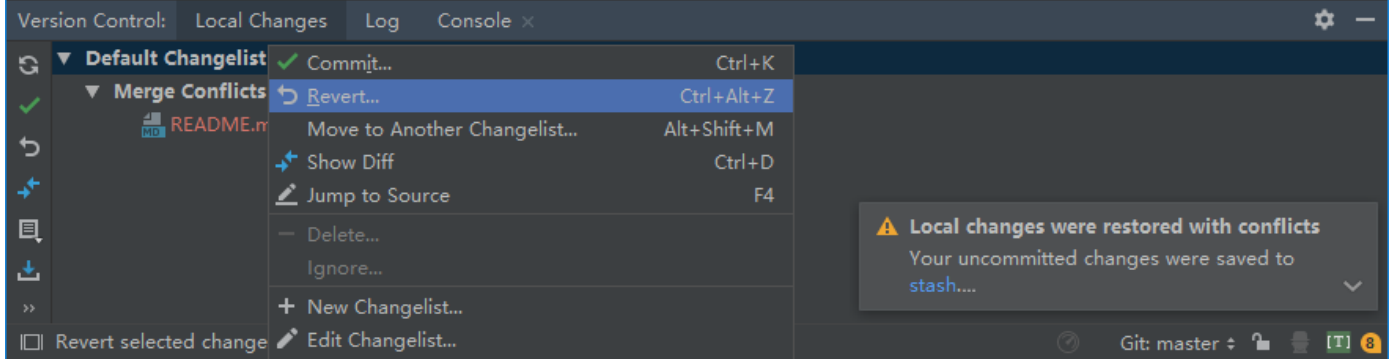 Version Control: Local Changes Log Console
Default Changelist
Commit... Ctrl+K
Merge Conflicts
Revert... Ctrl+Alt+Z
MD README.m
Move to Another Changelist... Alt+Shift+M
Show Diff Ctrl+D
Jump to Source F4
Delete...
Ignore...
New Changelist...
Edit Changelist...
Local changes were restored with conflicts
Your uncommitted changes were saved to
stash....
Revert selected change
Git: master [T] 8